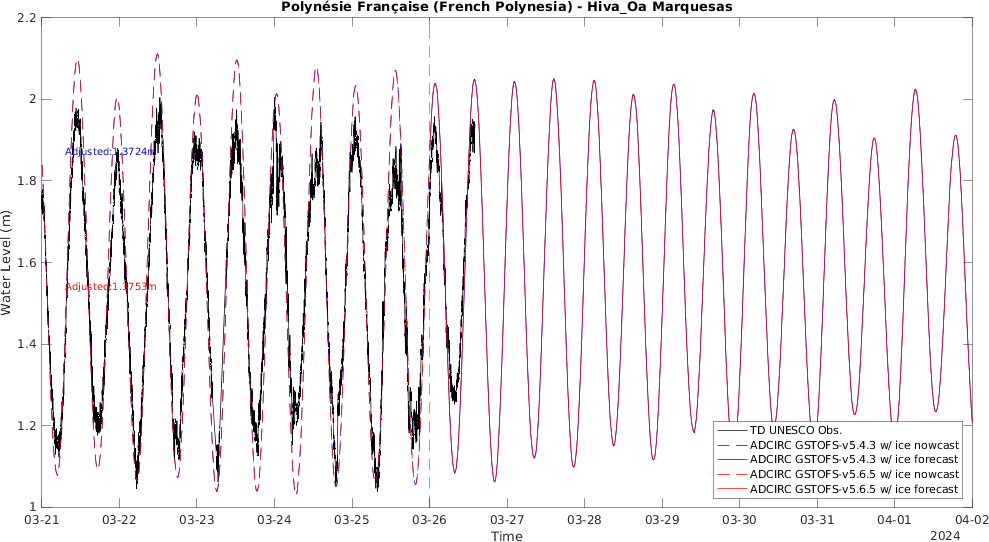 Polynésie Française (French Polynesia) - Hiva_Oa Marquesas
2.2
2
1.8
1.6
1.4
1.2
1
Water Level (m)
Adjusted:1.3724m
Adjusted:1.3753m
TD UNESCO Obs.
ADCIRC GSTOFS-v5.4.3 w/ ice nowcast
ADCIRC GSTOFS-v5.4.3 w/ ice forecast
ADCIRC GSTOFS-v5.6.5 w/ ice nowcast
ADCIRC GSTOFS-v5.6.5 w/ ice forecast
03-21 03-22 03-23 03-24 03-25 03-26 03-27 03-28 03-29 03-30 03-31 04-01 04-02
Time
2024